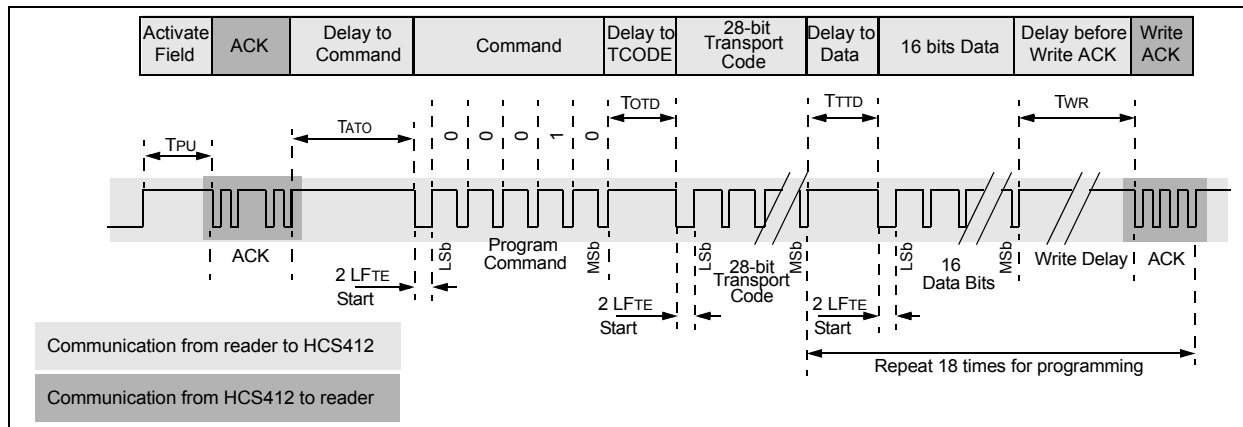 Activate
Field
ACK
Delay to
Command
Command
Delay to
TCODE
28-bit
Transport
Code
Delay to
Data
16 bits Data
Delay before
Write ACK
Write
ACK
TPU
TATO
0 0 0 1 0
TOTD
TTTD
TWR
ACK
2 LFTE
Start
LSb
Program
Command
MSb
2 LFTE
Start
LSb
28-bit
Transport
Code
MSb
2 LFTE
Start
LSb
16
Data Bits
MSb
Write Delay
ACK
Repeat 18 times for programming
Communication from reader to HCS412
Communication from HCS412 to reader